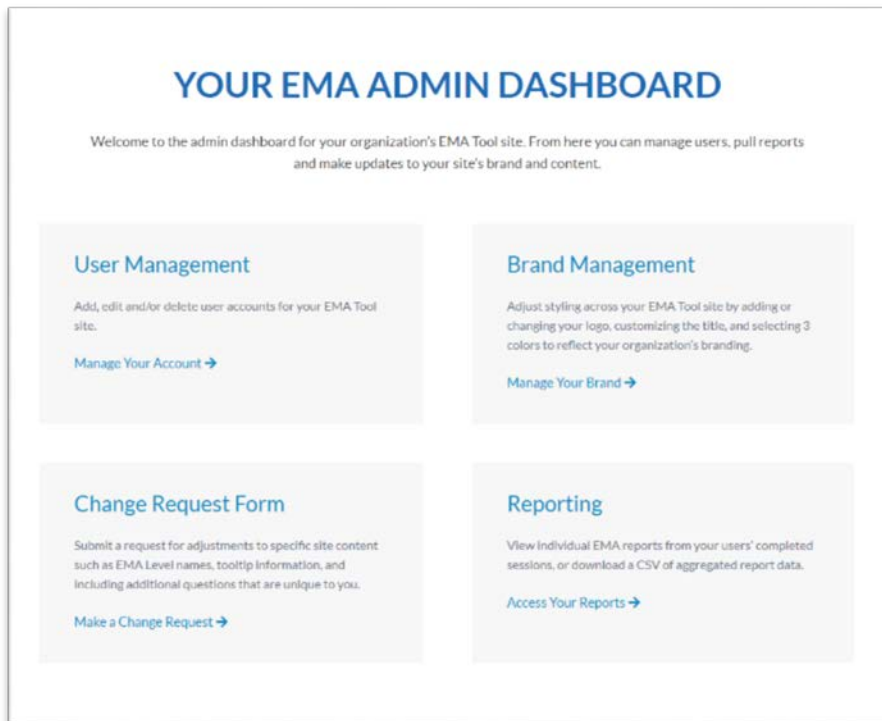 YOUR EMA ADMIN DASHBOARD
Welcome to the admin dashboard for your organization's EMA Tool site. From here you can manage users, pull reports
and make updates to your site's brand and content.
User Management
Add, edit and/or delete user accounts for your EMA Tool
site.
Manage Your Account →
Brand Management
Adjust styling across your EMA Tool site by adding or
changing your logo, customizing the title, and selecting 3
colors to reflect your organization's branding.
Manage Your Brand →
Change Request Form
Submit a request for adjustments to specific site content
such as EMA Level names, tooltip information, and
including additional questions that are unique to you.
Make a Change Request →
Reporting
View individual EMA reports from your users' completed
sessions, or download a CSV of aggregated report data.
Access Your Reports →